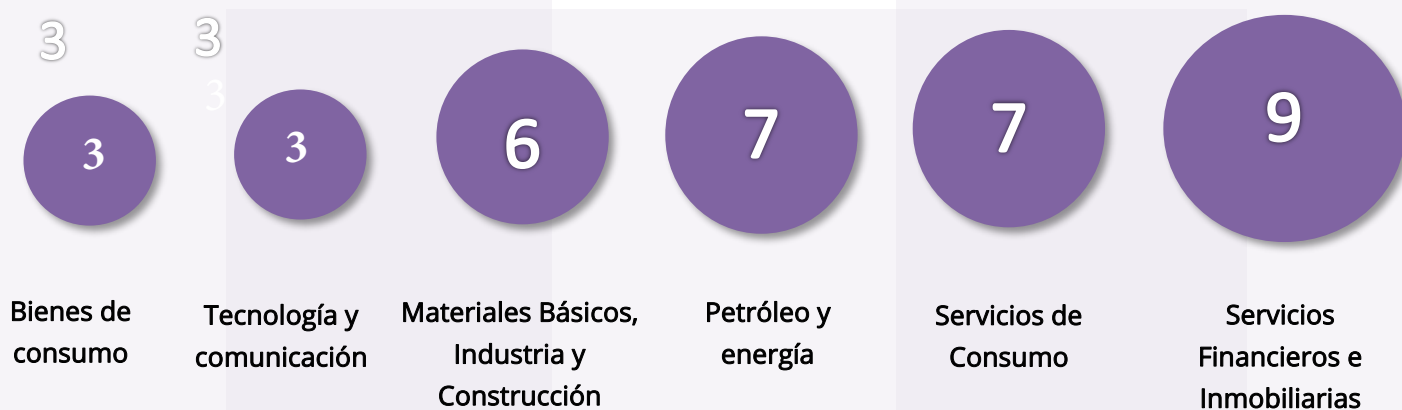 3
3
3
3
3
6
7
7
9
Bienes de
consumo
Tecnología y
comunicación
Materiales Básicos,
Industria y
Construcción
Petróleo y
energía
Servicios de
Consumo
Servicios
Financieros e
Inmobiliarias